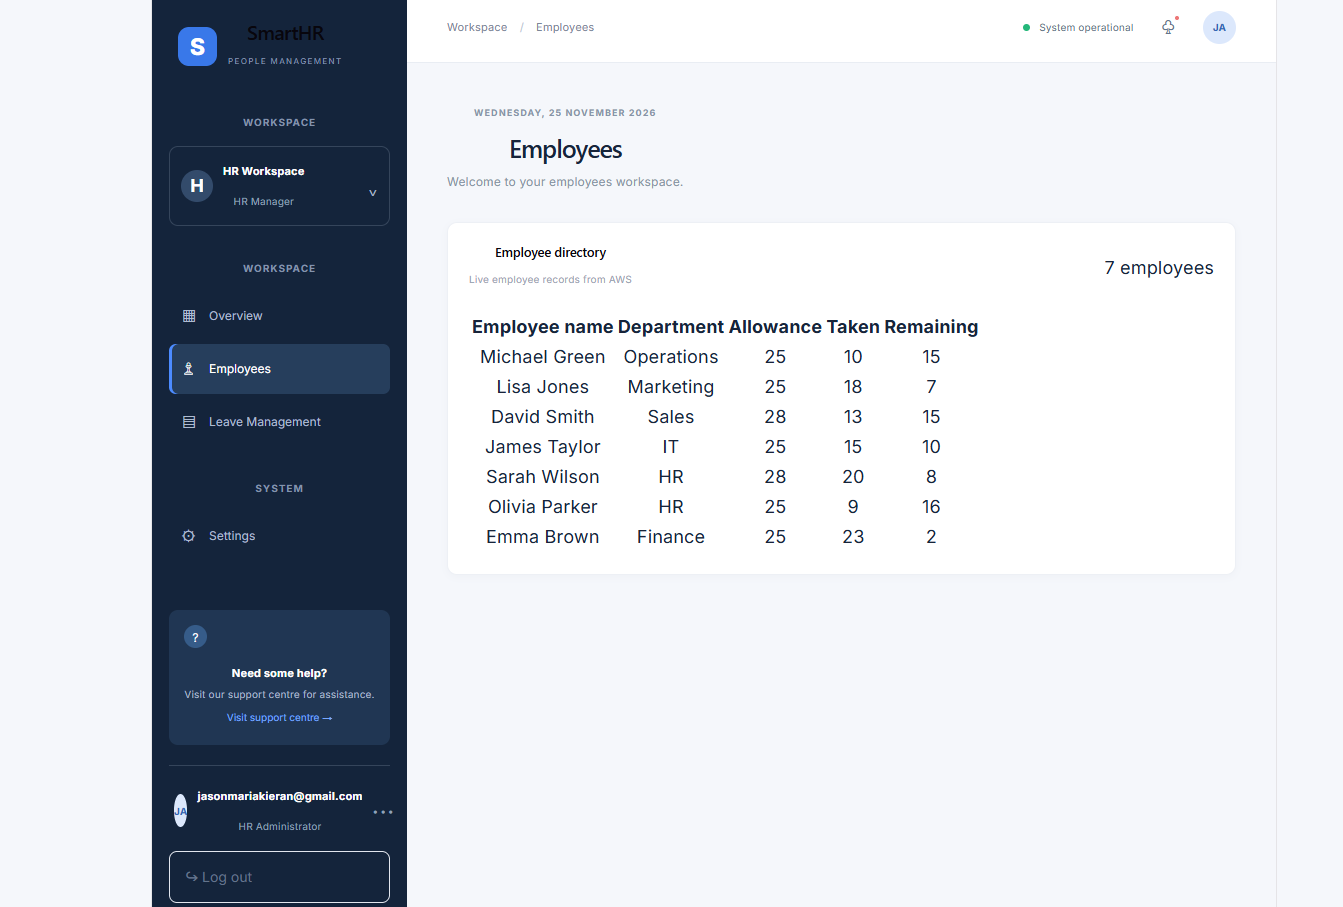 S
SmartHR
PEOPLE MANAGEMENT
WORKSPACE
H
HR Workspace
HR Manager
WORKSPACE
Overview
Employees
Leave Management
SYSTEM
Settings
?
Need some help?
Visit our support centre for assistance.
Visit support centre →
JA
jasonmariakieran@gmail.com
HR Administrator
↪ Log out
Workspace / Employees
System operational
JA
WEDNESDAY, 25 NOVEMBER 2026
Employees
Welcome to your employees workspace.
Employee directory
Live employee records from AWS
7 employees
Employee name Department Allowance Taken Remaining
Michael Green Operations 25 10 15
Lisa Jones Marketing 25 18 7
David Smith Sales 28 13 15
James Taylor IT 25 15 10
Sarah Wilson HR 28 20 8
Olivia Parker HR 25 9 16
Emma Brown Finance 25 23 2